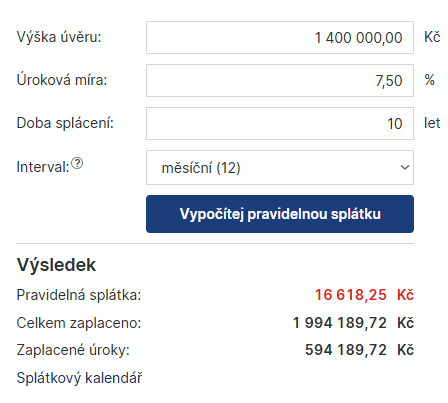 Výška úvěru: 1 400 000,00 Kč
Úroková míra: 7,50 %
Doba splácení: 10 let
Interval:? měsíční (12)
Vypočítej pravidelnou splátku
Výsledek
Pravidelná splátka: 16 618,25 Kč
Celkem zaplaceno: 1 994 189,72 Kč
Zaplacené úroky: 594 189,72 Kč
Splátkový kalendář